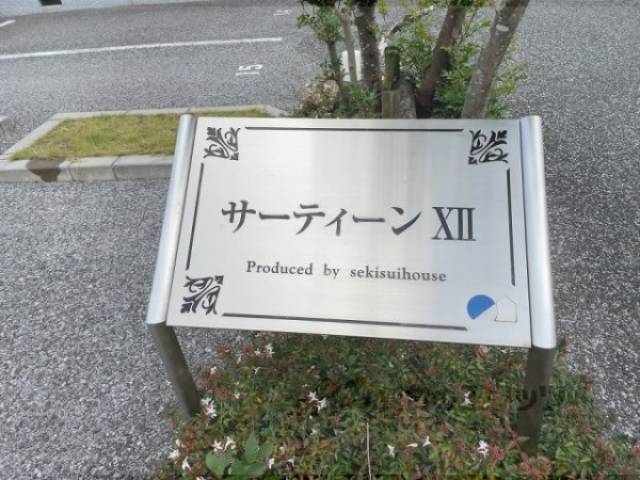 サーティーン XII
Produced by sekisuihouse